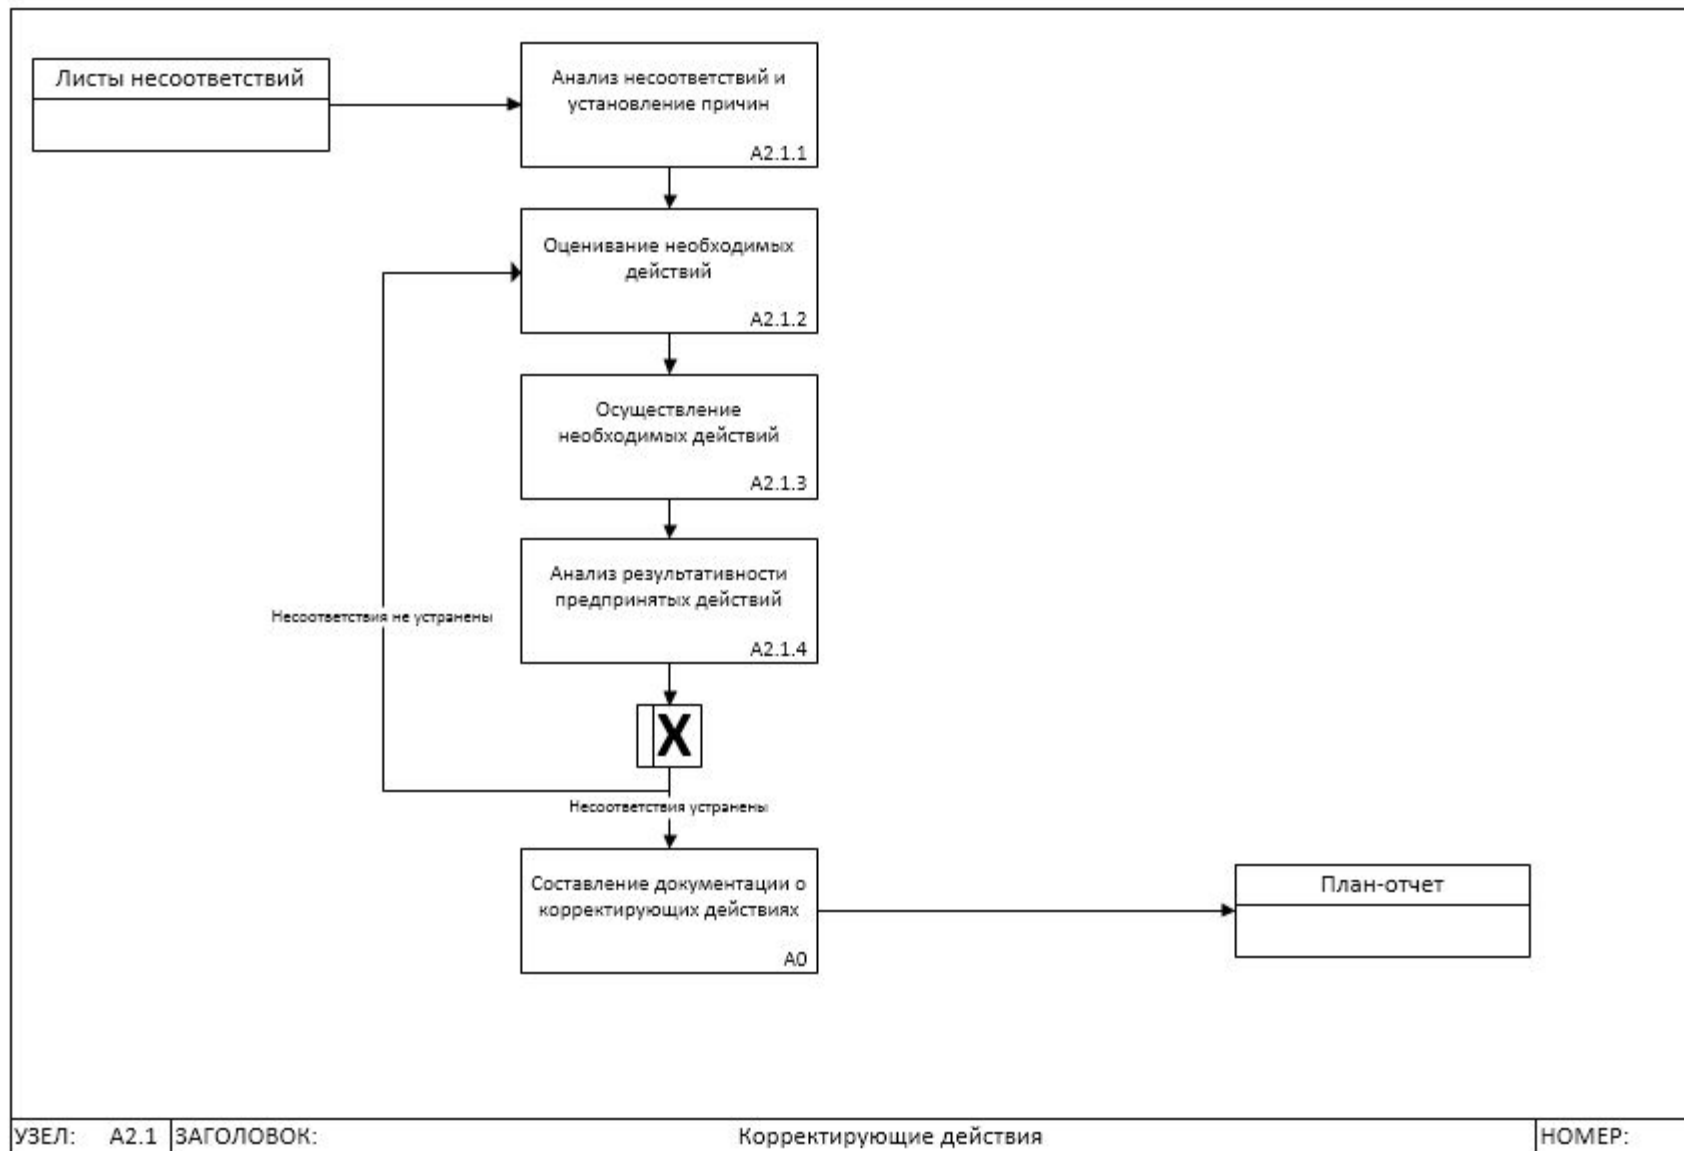 Листы несоответствий
Анализ несоответствий и
установление причин
A2.1.1
Оценивание необходимых
действий
A2.1.2
Осуществление
необходимых действий
A2.1.3
Анализ результативности
предпринятых действий
A2.1.4
Несоответствия не устранены
X
Несоответствия устранены
Составление документации о
корректирующих действиях
A0
План-отчет
УЗЕЛ: A2.1 ЗАГОЛОВОК: Корректирующие действия НОМЕР: